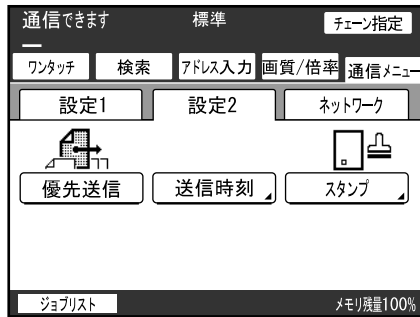 通信できます 標準 チェーン指定
ワンタッチ 検索 アドレス入力 画質/倍率 通信メニュー
設定1 設定2 ネットワーク
優先送信 送信時刻 スタンプ
ジョブリスト メモリ残量100%